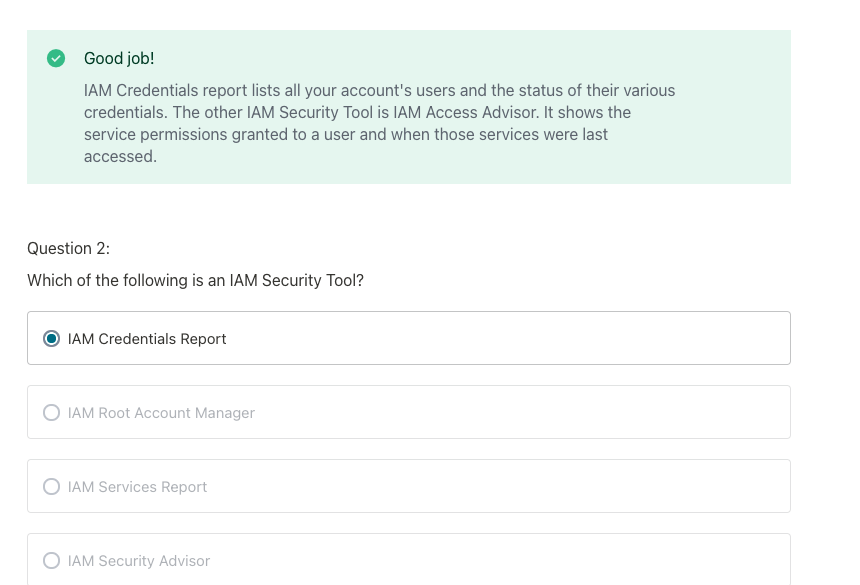 Good job!
IAM Credentials report lists all your account's users and the status of their various
credentials. The other IAM Security Tool is IAM Access Advisor. It shows the
service permissions granted to a user and when those services were last
accessed.
Question 2:
Which of the following is an IAM Security Tool?
IAM Credentials Report
IAM Root Account Manager
IAM Services Report
IAM Security Advisor